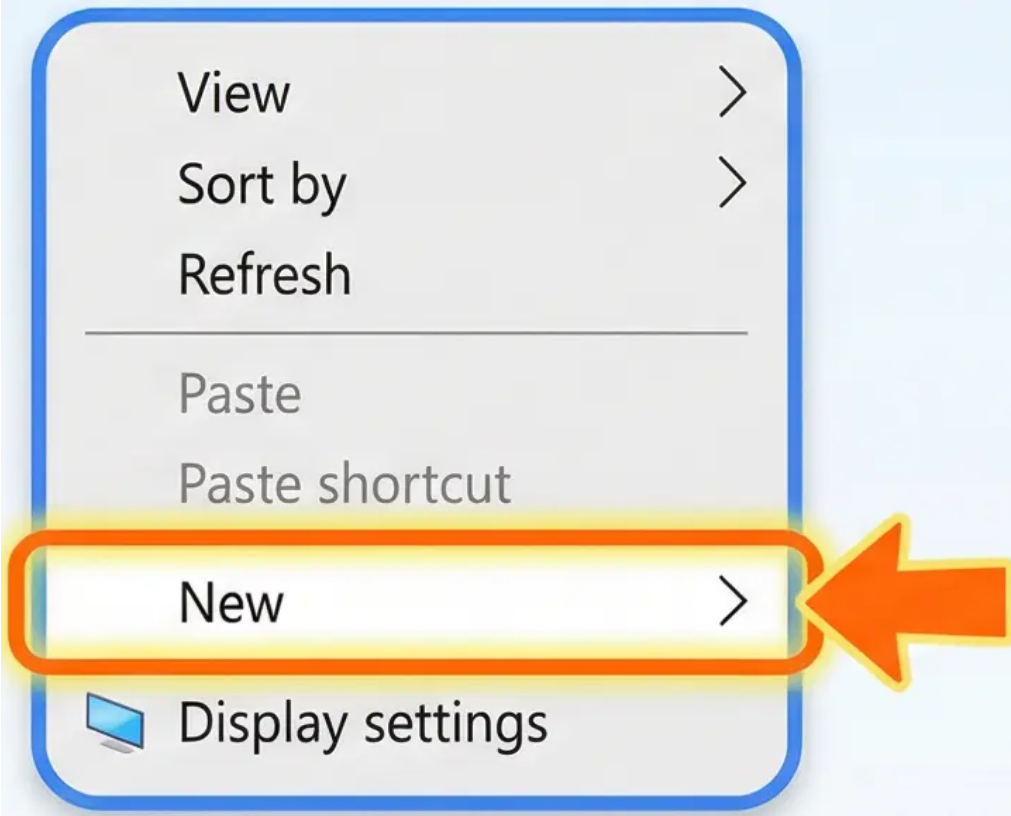 View
Sort by
Refresh
Paste
Paste shortcut
New
Display settings